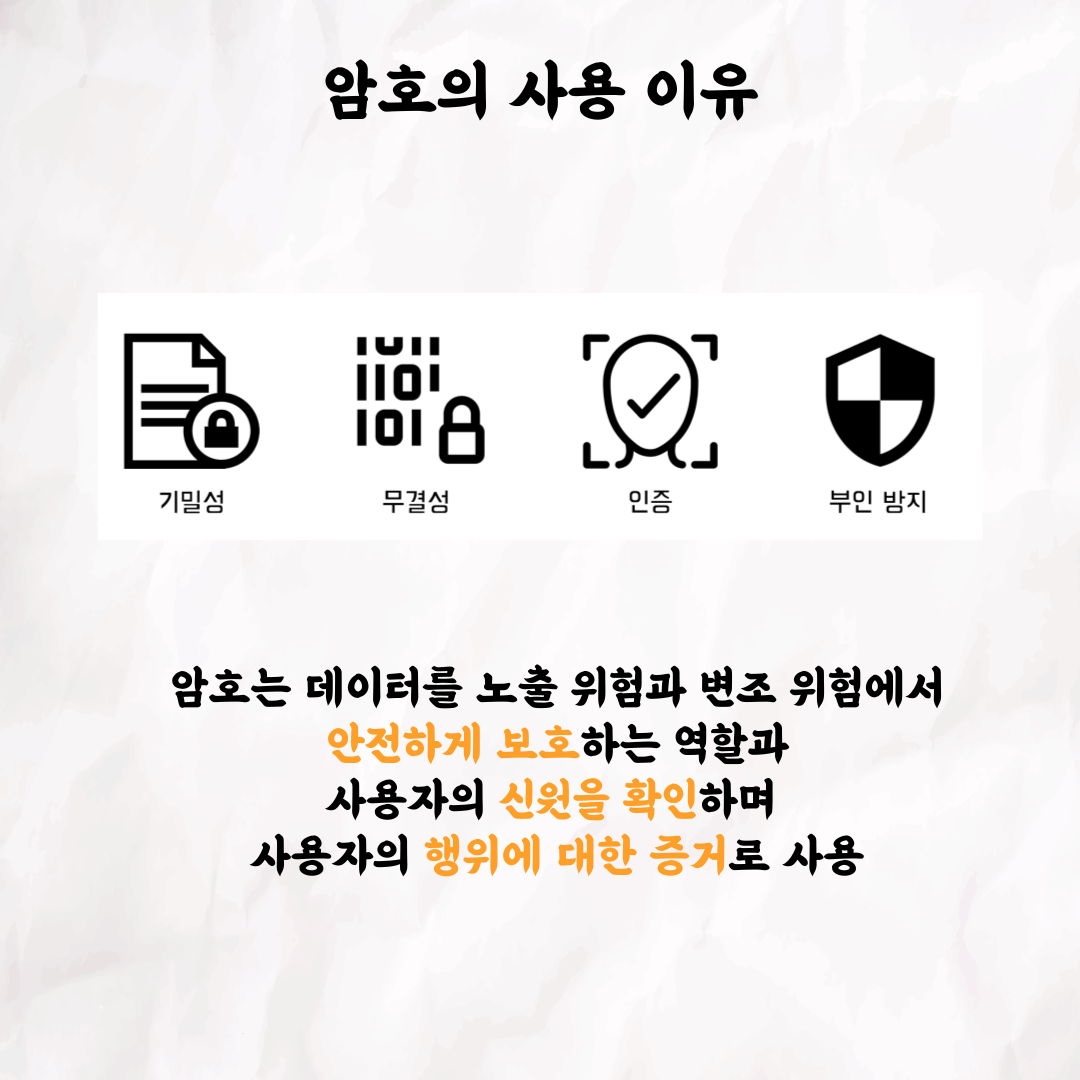 암호의 사용 이유
기밀성
무결성
인증
부인 방지
암호는 데이터를 노출 위험과 변조 위험에서
안전하게 보호하는 역할과
사용자의 신원을 확인하며
사용자의 행위에 대한 증거로 사용